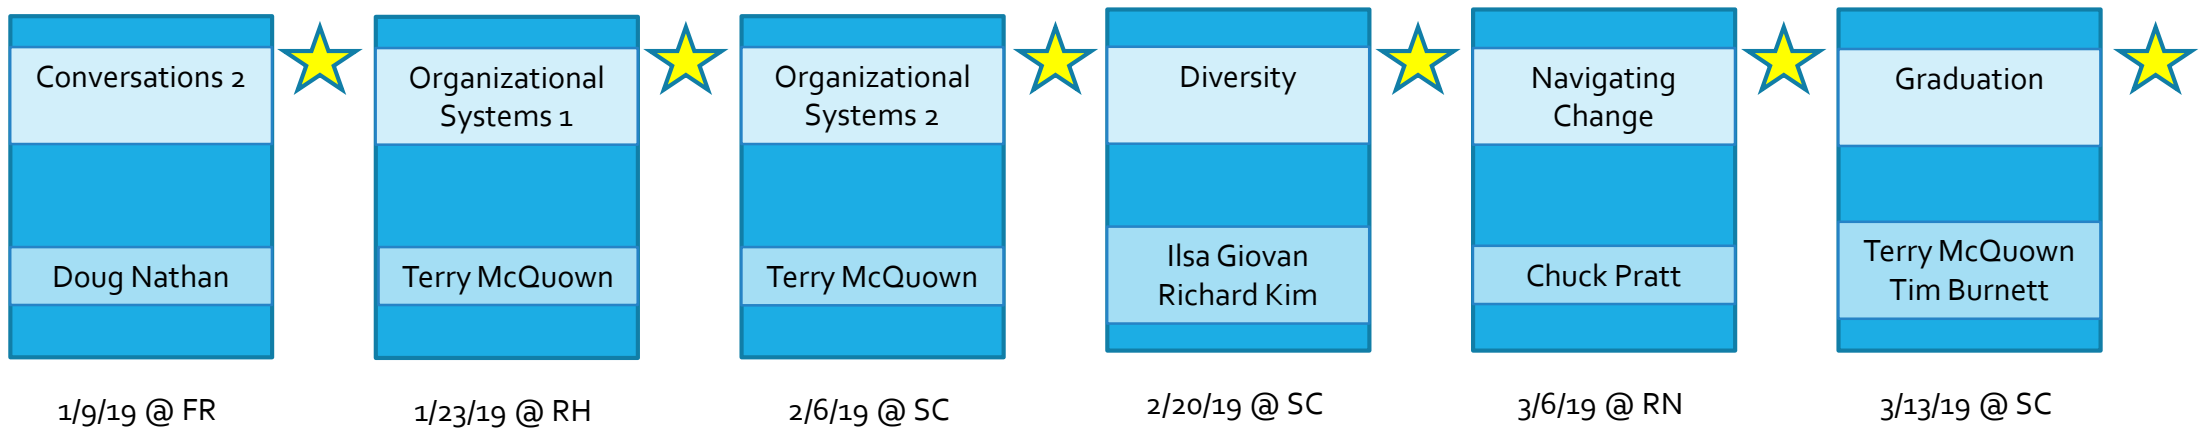 Conversations 2
Doug Nathan
1/9/19 @ FR
Organizational
Systems 1
Terry McQuown
1/23/19 @ RH
Organizational
Systems 2
Terry McQuown
2/6/19 @ SC
Diversity
Ilsa Giovan
Richard Kim
2/20/19 @ SC
Navigating
Change
Chuck Pratt
3/6/19 @ RN
Graduation
Terry McQuown
Tim Burnett
3/13/19 @ SC